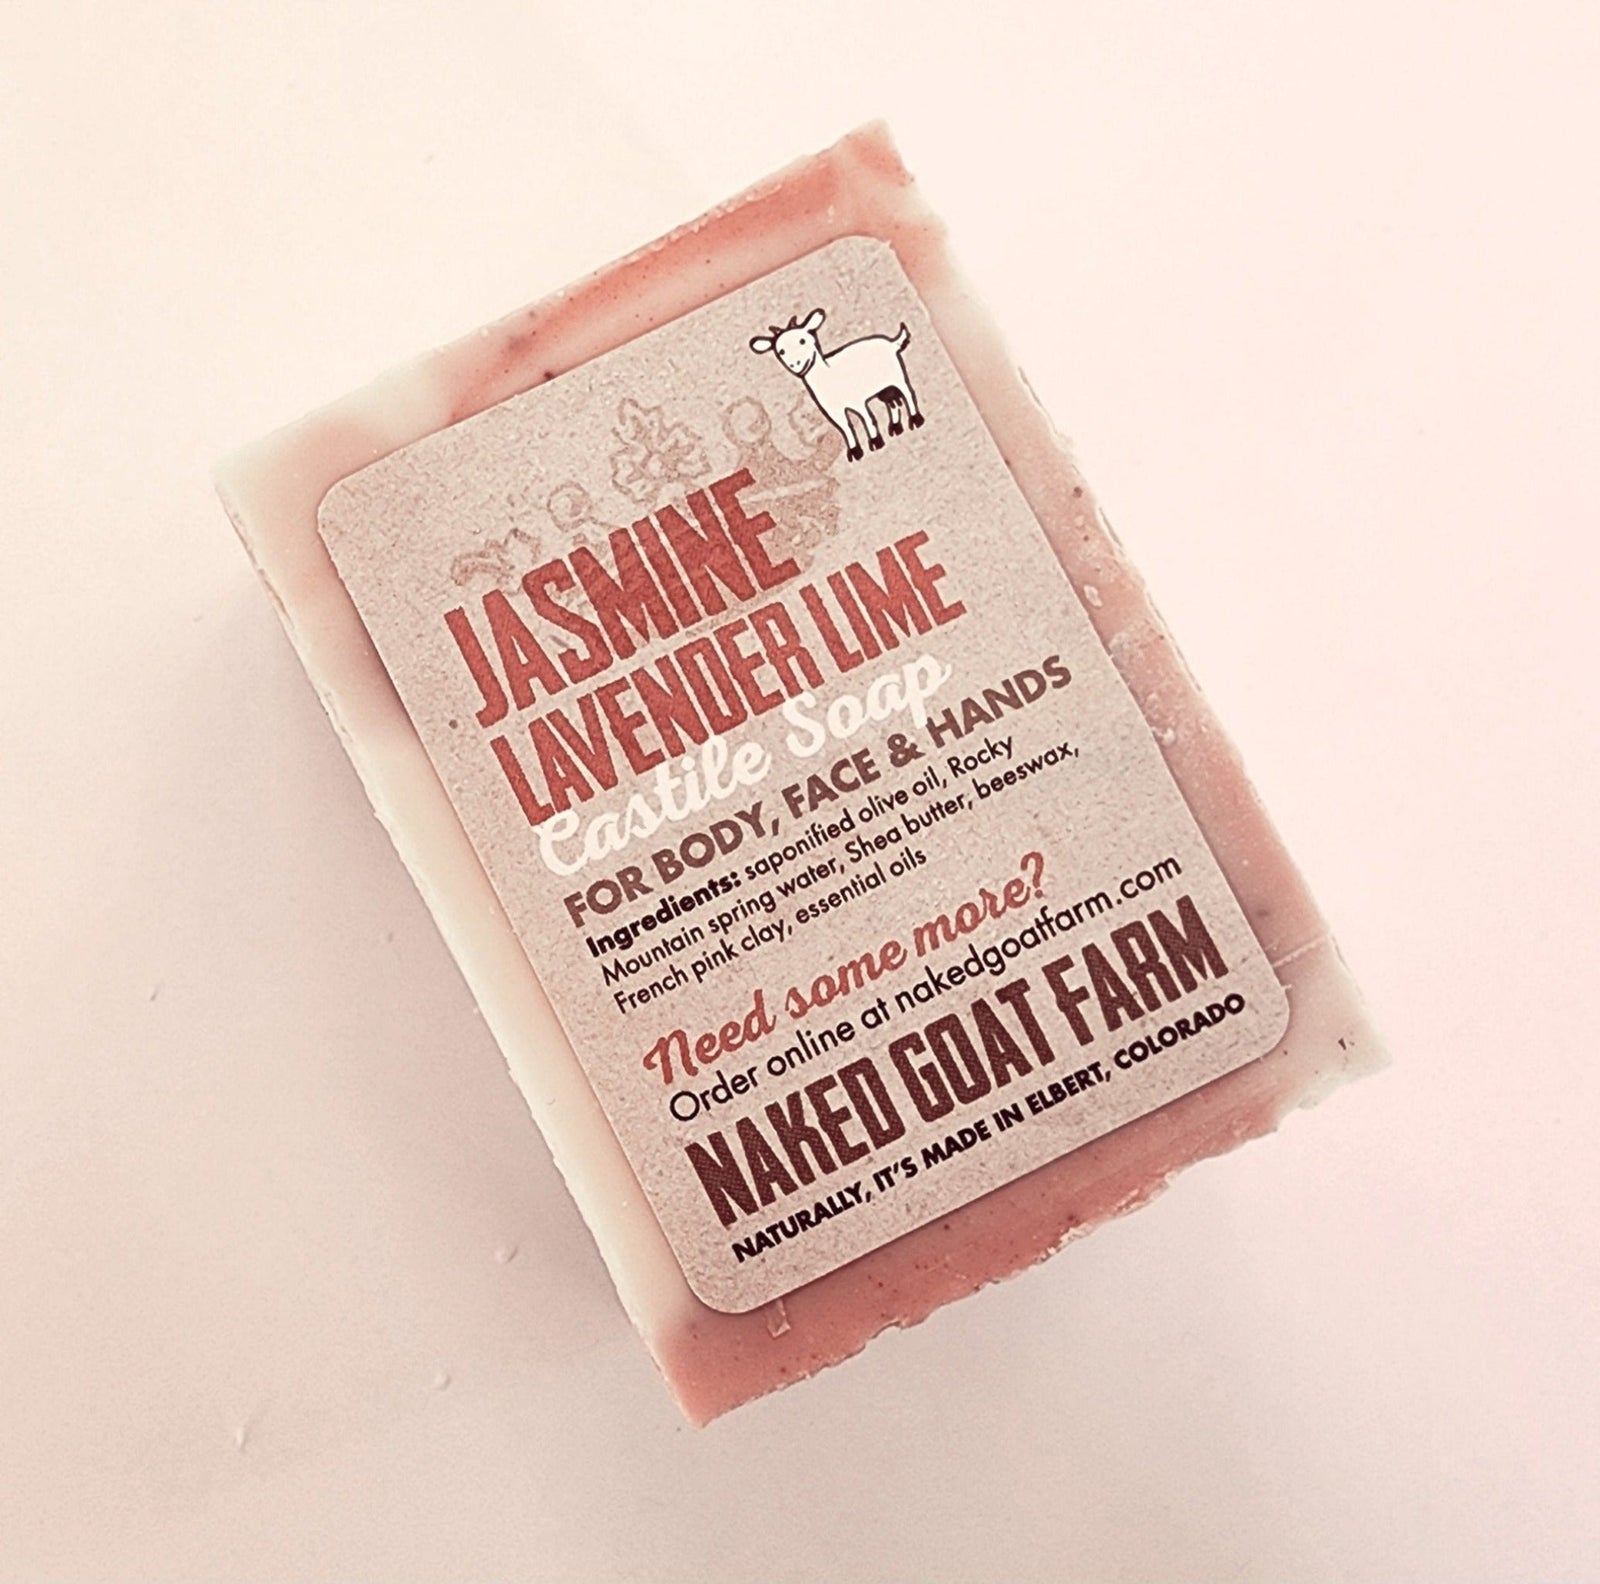 JASMINE
LAVENDER LIME
Castile Soap
FOR BODY, FACE & HANDS
Ingredients: saponified olive oil, Rocky
Mountain spring water, Shea butter, beeswax,
French pink clay, essential oils
Need some more?
Order online at nakedgoatfarm.com
NAKED GOAT FARM
NATURALLY, IT'S MADE IN ELBERT, COLORADO